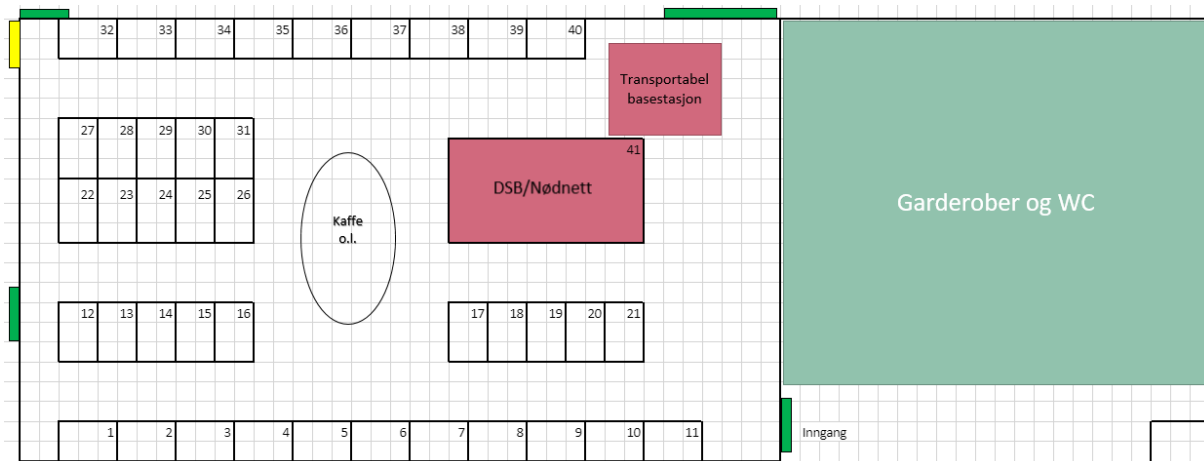 32 33 34 35 36 37 38 39 40
Transportabel
basestasjon
27 28 29 30 31
41
DSB/Nødnett
22 23 24 25 26
Kaffe
o.l.
Garderober og WC
12 13 14 15 16
17 18 19 20 21
1 2 3 4 5 6 7 8 9 10 11
Inngang